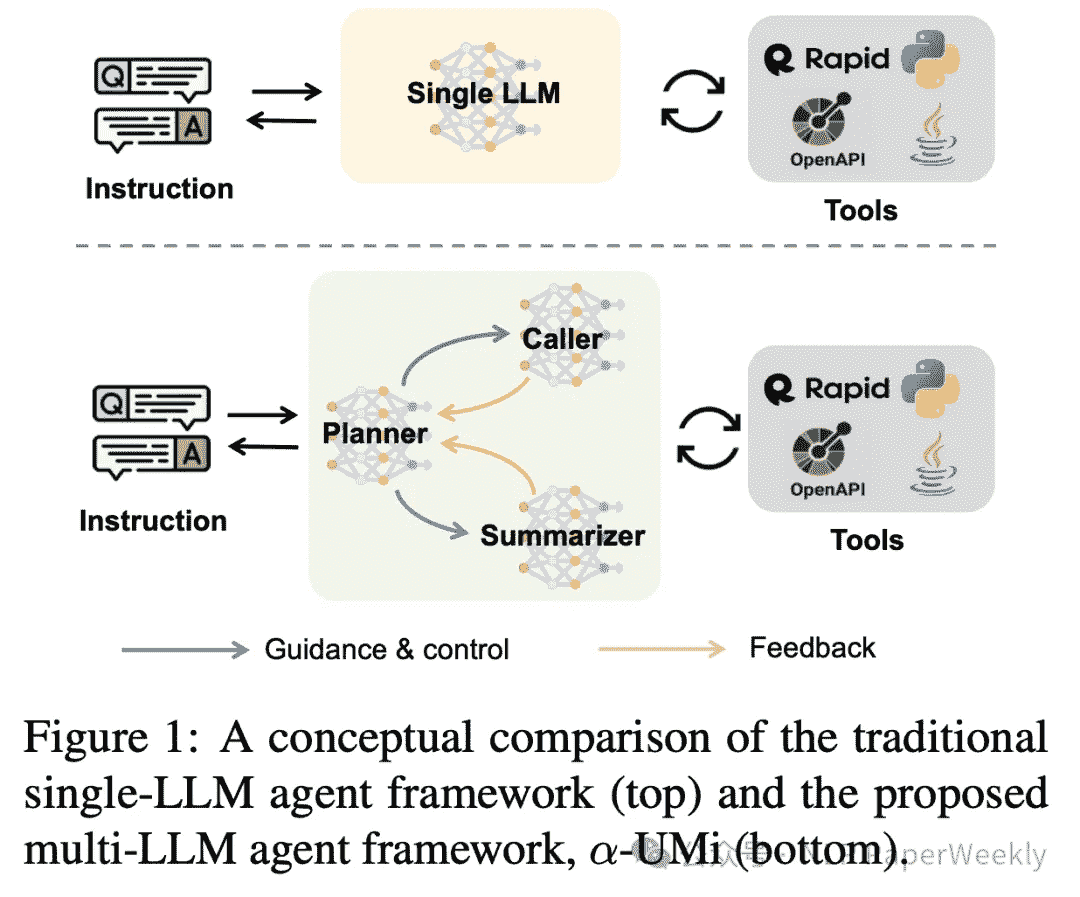 Q
A
Instruction
Single LLM
Rapid
OpenAPI
Tools
Q
A
Instruction
Planner
Caller
Summarizer
Rapid
OpenAPI
Tools
Guidance & control
Feedback
Figure 1: A conceptual comparison of the traditional
single-LLM agent framework (top) and the proposed
multi-LLM agent framework, α-UMi (bottom).
PaperWeekly